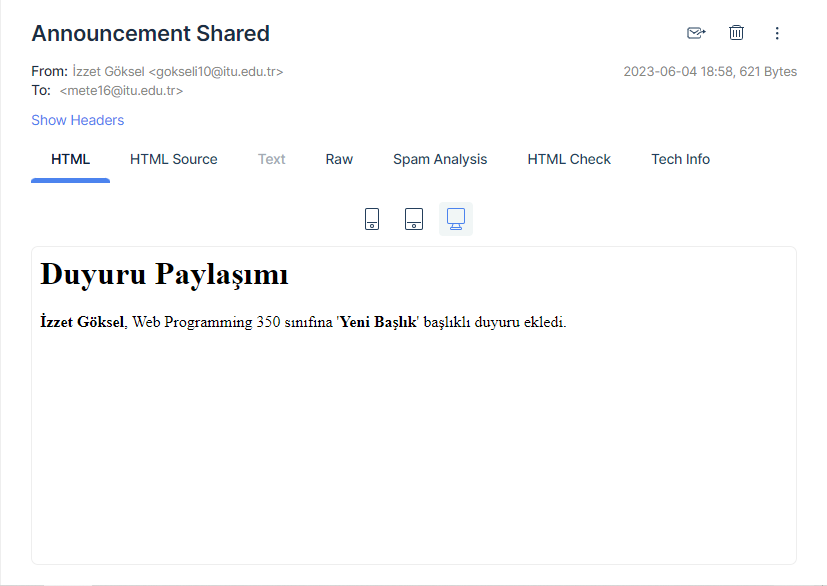 Announcement Shared
From: İzzet Göksel <gokseli10@itu.edu.tr>
2023-06-04 18:58, 621 Bytes
To: <mete16@itu.edu.tr>
Show Headers
HTML HTML Source Text Raw Spam Analysis HTML Check Tech Info
Duyuru Paylaşımı
İzzet Göksel, Web Programming 350 sınıfına 'Yeni Başlık' başlıklı duyuru ekledi.